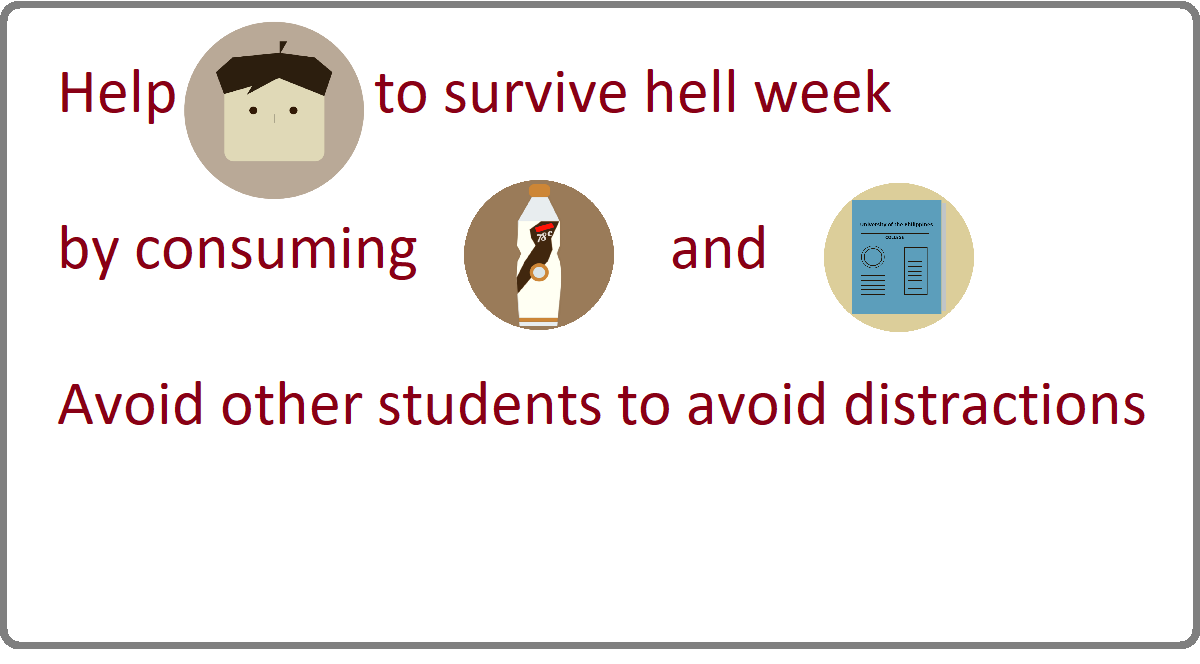 Help to survive hell week
by consuming and
78°C
University of the Philippines
COLLEGE
Avoid other students to avoid distractions